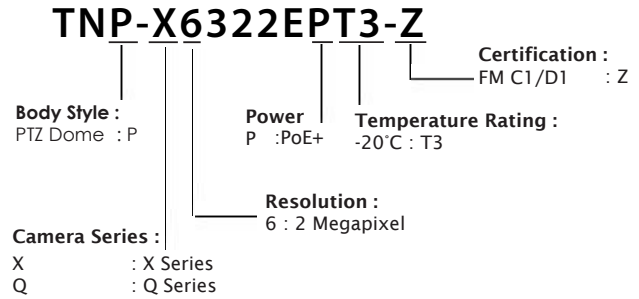 TNP-X6322EPT3-Z
Certification :
FM C1/D1 : Z
Body Style :
PTZ Dome : P
Power
P :PoE+
Temperature Rating :
-20°C : T3
Resolution :
6 : 2 Megapixel
Camera Series :
X : X Series
Q : Q Series